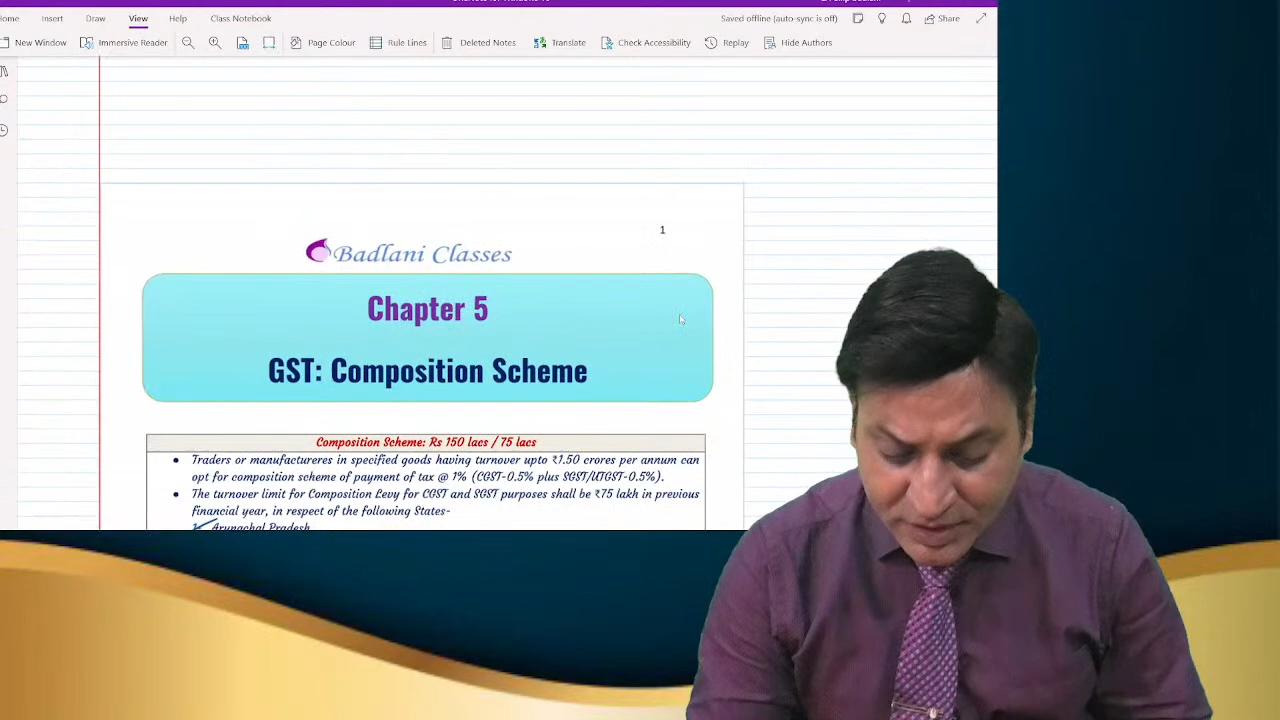 Home Insert Draw View Help Class Notebook Saved offline (auto-sync is off) Share
New Window Immersive Reader Page Colour Rule Lines Deleted Notes Translate Check Accessibility Replay Hide Authors
1
Badlani Classes
Chapter 5
GST: Composition Scheme
Composition Scheme: Rs 150 lacs / 75 lacs
• Traders or manufactureres in specified goods having turnover upto ₹1.50 crores per annum can
opt for composition scheme of payment of tax @ 1% (CGST-0.5% plus SGST/UTGST-0.5%).
• The turnover limit for Composition Levy for CGST and SGST purposes shall be ₹75 lakh in previous
financial year, in respect of the following States-
Arunachal Pradesh